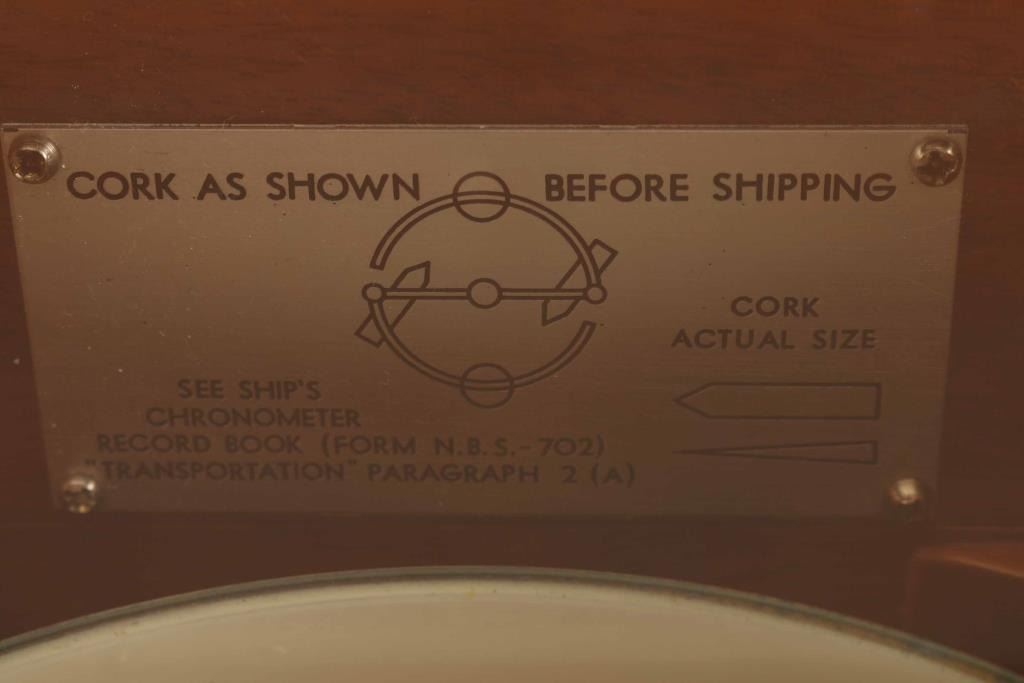 CORK AS SHOWN BEFORE SHIPPING
CORK
ACTUAL SIZE
SEE SHIP'S
CHRONOMETER
RECORD BOOK (FORM N.B.S.-702)
"TRANSPORTATION" PARAGRAPH 2 (A)